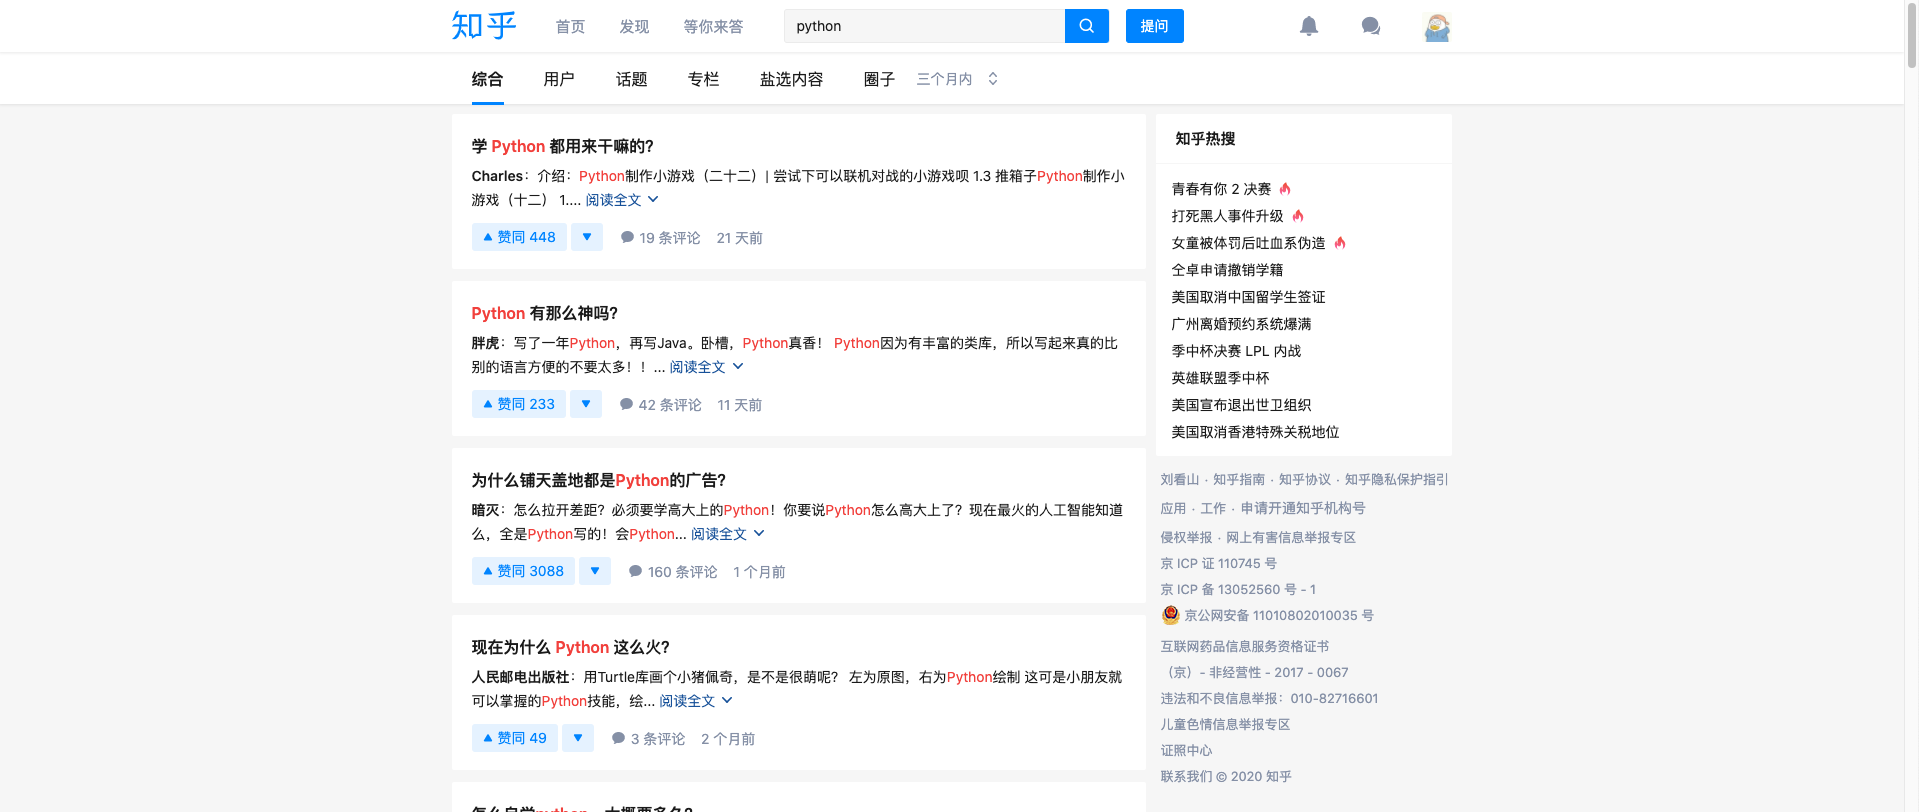 知乎 首页 发现 等你来答 python 提问
综合 用户 话题 专栏 盐选内容 圈子 三个月内
学 Python 都用来干嘛的?
Charles：介绍：Python制作小游戏（二十二）| 尝试下可以联机对战的小游戏呗 1.3 推箱子Python制作小
游戏（十二） 1.... 阅读全文
赞同 448 19 条评论 21 天前
Python 有那么神吗?
胖虎：写了一年Python，再写Java。卧槽，Python真香！ Python因为有丰富的类库，所以写起来真的比
别的语言方便的不要太多！！... 阅读全文
赞同 233 42 条评论 11 天前
为什么铺天盖地都是Python的广告?
暗灭：怎么拉开差距？必须要学高大上的Python！你要说Python怎么高大上了？现在最火的人工智能知道
么，全是Python写的！会Python... 阅读全文
赞同 3088 160 条评论 1 个月前
现在为什么 Python 这么火?
人民邮电出版社：用Turtle库画个小猪佩奇，是不是很萌呢？ 左为原图，右为Python绘制 这可是小朋友就
可以掌握的Python技能，绘... 阅读全文
赞同 49 3 条评论 2 个月前
知乎热搜
青春有你 2 决赛
打死黑人事件升级
女童被体罚后吐血系伪造
仝卓申请撤销学籍
美国取消中国留学生签证
广州离婚预约系统爆满
季中杯决赛 LPL 内战
英雄联盟季中杯
美国宣布退出世卫组织
美国取消香港特殊关税地位
刘看山 · 知乎指南 · 知乎协议 · 知乎隐私保护指引
应用 · 工作 · 申请开通知乎机构号
侵权举报 · 网上有害信息举报专区
京 ICP 证 110745 号
京 ICP 备 13052560 号 - 1
京公网安备 11010802010035 号
互联网药品信息服务资格证书
（京）- 非经营性 - 2017 - 0067
违法和不良信息举报：010-82716601
儿童色情信息举报专区
证照中心
联系我们 © 2020 知乎